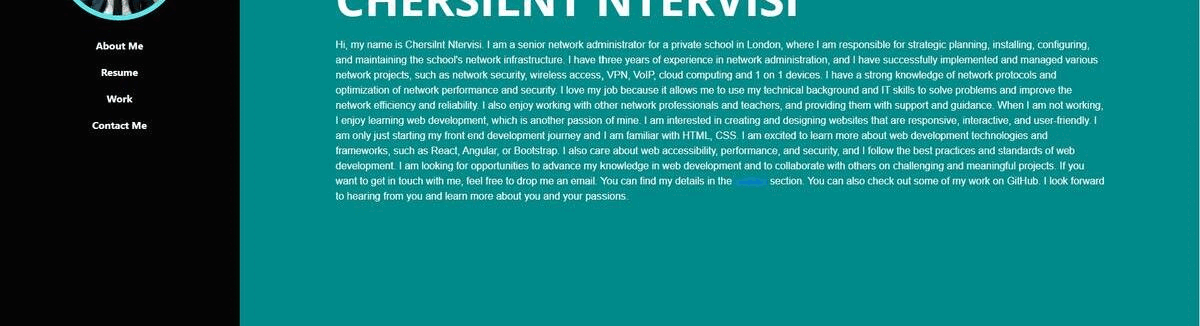 CHERSILNT NTERVISI
About Me
Resume
Work
Contact Me
Hi, my name is Chersilnt Ntervisi. I am a senior network administrator for a private school in London, where I am responsible for strategic planning, installing, configuring,
and maintaining the school's network infrastructure. I have three years of experience in network administration, and I have successfully implemented and managed various
network projects, such as network security, wireless access, VPN, VoIP, cloud computing and 1 on 1 devices. I have a strong knowledge of network protocols and
optimization of network performance and security. I love my job because it allows me to use my technical background and IT skills to solve problems and improve the
network efficiency and reliability. I also enjoy working with other network professionals and teachers, and providing them with support and guidance. When I am not working,
I enjoy learning web development, which is another passion of mine. I am interested in creating and designing websites that are responsive, interactive, and user-friendly. I
am only just starting my front end development journey and I am familiar with HTML, CSS. I am excited to learn more about web development technologies and
frameworks, such as React, Angular, or Bootstrap. I also care about web accessibility, performance, and security, and I follow the best practices and standards of web
development. I am looking for opportunities to advance my knowledge in web development and to collaborate with others on challenging and meaningful projects. If you
want to get in touch with me, feel free to drop me an email. You can find my details in the section. You can also check out some of my work on GitHub. I look forward
to hearing from you and learn more about you and your passions.